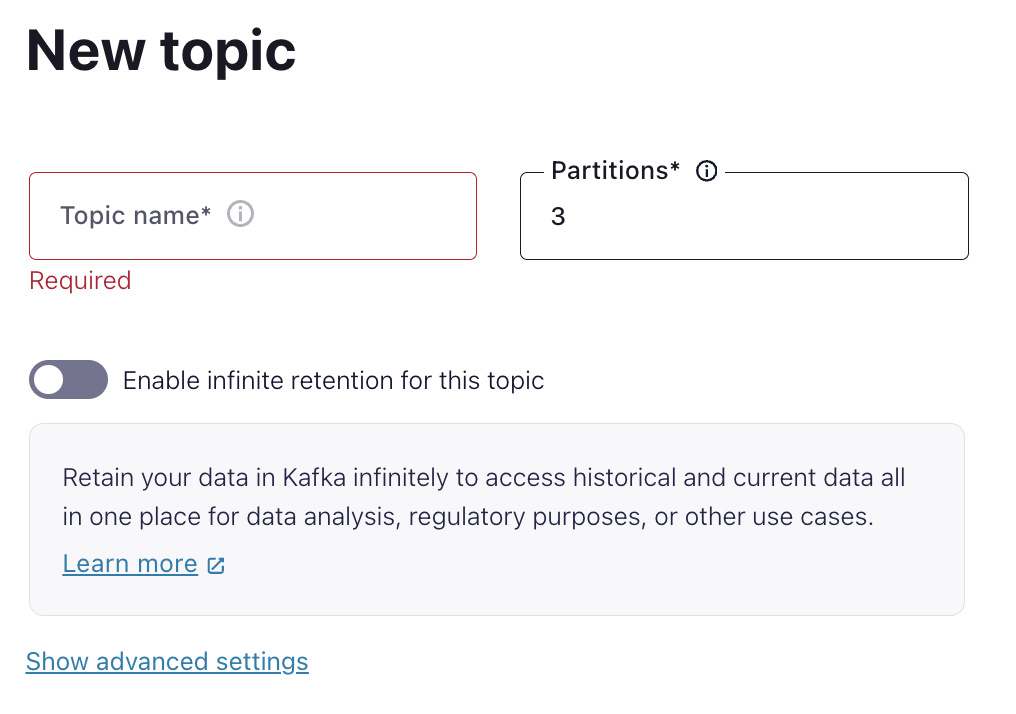 New topic
Topic name*
Partitions*
3
Required
Enable infinite retention for this topic
Retain your data in Kafka infinitely to access historical and current data all
in one place for data analysis, regulatory purposes, or other use cases.
Learn more
Show advanced settings